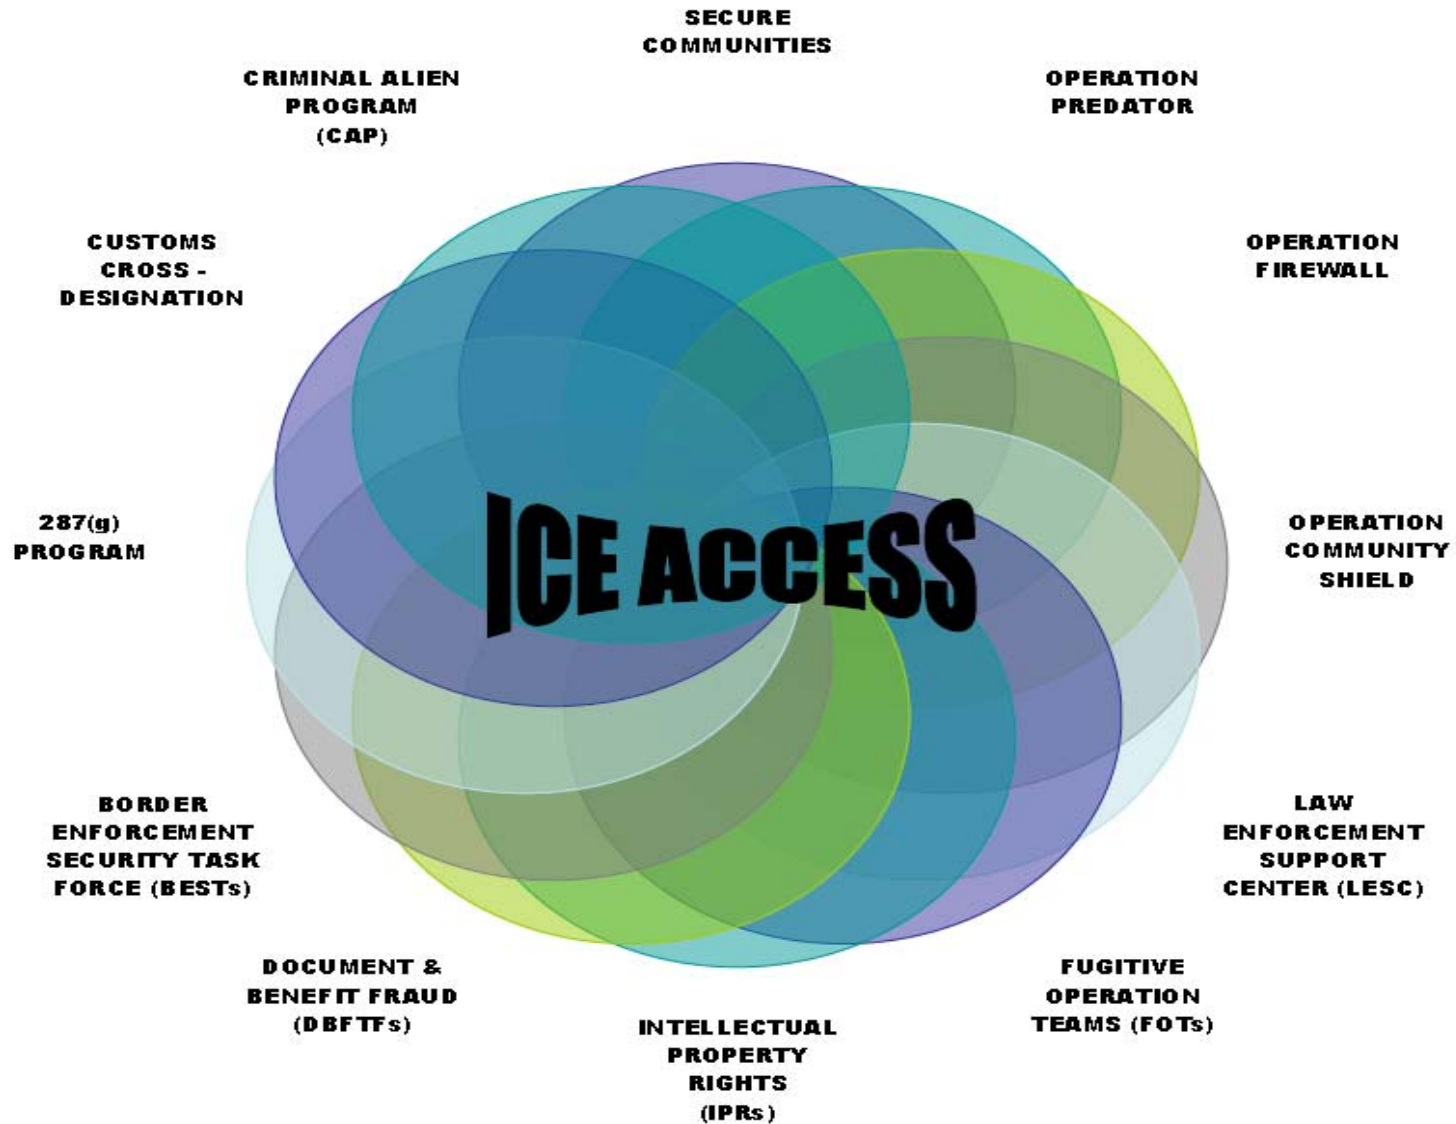 SECURE
COMMUNITIES
CRIMINAL ALIEN
PROGRAM
(CAP)
OPERATION
PREDATOR
CUSTOMS
CROSS -
DESIGNATION
OPERATION
FIREWALL
287(g)
PROGRAM
ICE ACCESS
OPERATION
COMMUNITY
SHIELD
BORDER
ENFORCEMENT
SECURITY TASK
FORCE (BESTs)
LAW
ENFORCEMENT
SUPPORT
CENTER (LESC)
DOCUMENT &
BENEFIT FRAUD
(DBFTFs)
INTELLECTUAL
PROPERTY
RIGHTS
(IPRs)
FUGITIVE
OPERATION
TEAMS (FOTs)